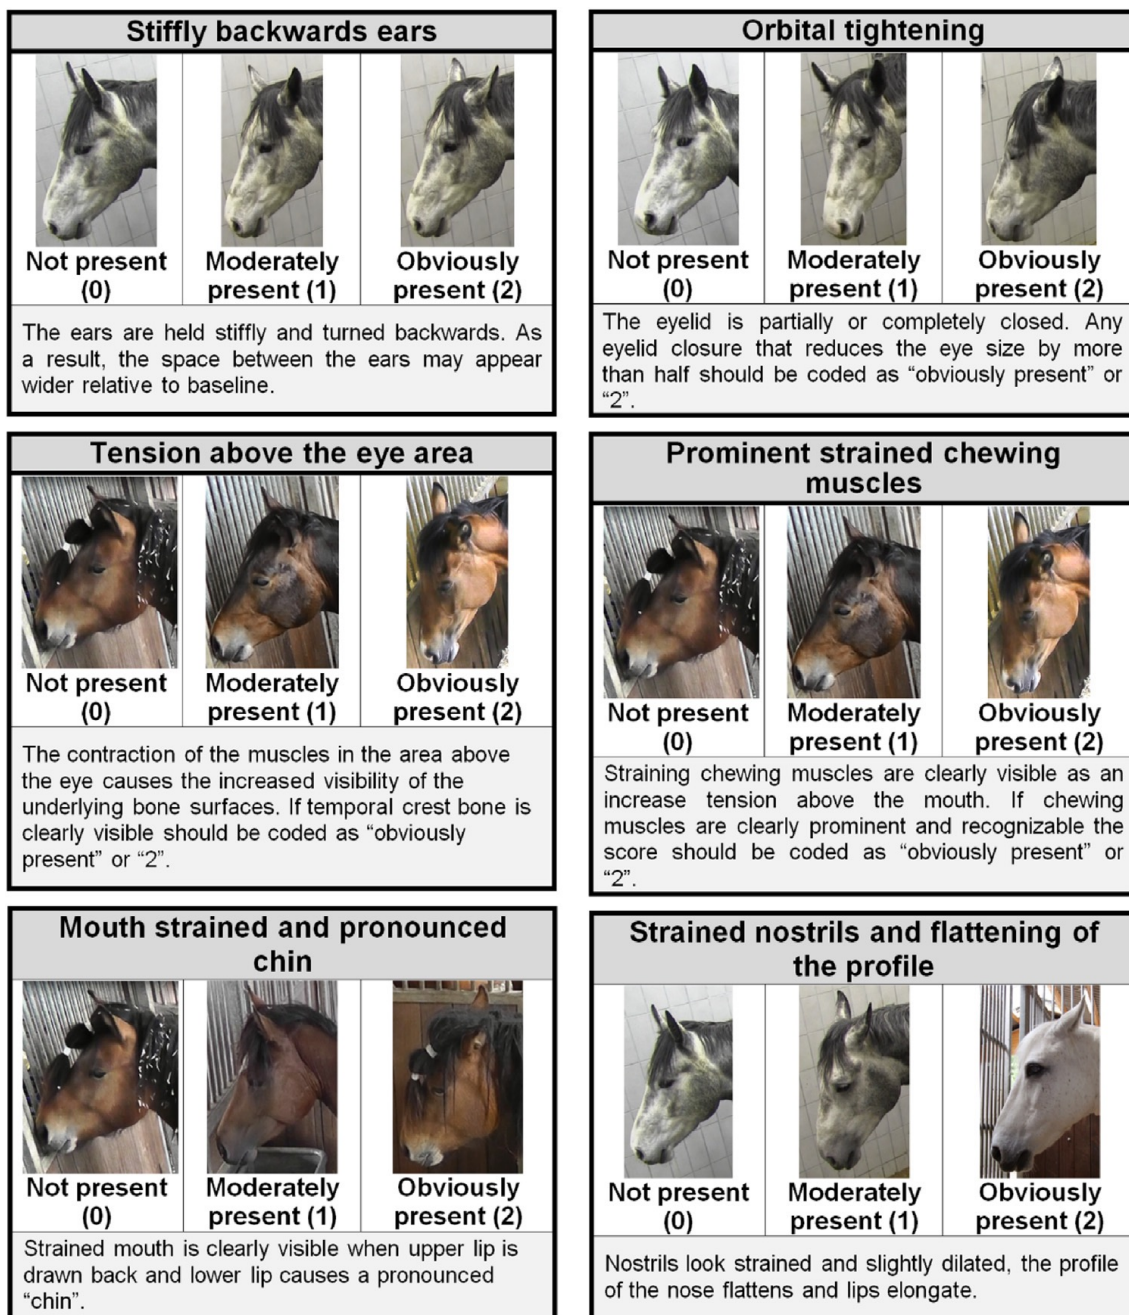 Stiffly backwards ears
Not present
(0)
Moderately
present (1)
Obviously
present (2)
The ears are held stiffly and turned backwards. As
a result, the space between the ears may appear
wider relative to baseline.
Orbital tightening
Not present
(0)
Moderately
present (1)
Obviously
present (2)
The eyelid is partially or completely closed. Any
eyelid closure that reduces the eye size by more
than half should be coded as “obviously present” or
“2”.
Tension above the eye area
Not present
(0)
Moderately
present (1)
Obviously
present (2)
The contraction of the muscles in the area above
the eye causes the increased visibility of the
underlying bone surfaces. If temporal crest bone is
clearly visible should be coded as “obviously
present” or “2”.
Prominent strained chewing
muscles
Not present
(0)
Moderately
present (1)
Obviously
present (2)
Straining chewing muscles are clearly visible as an
increase tension above the mouth. If chewing
muscles are clearly prominent and recognizable the
score should be coded as “obviously present” or
“2”.
Mouth strained and pronounced
chin
Not present
(0)
Moderately
present (1)
Obviously
present (2)
Strained mouth is clearly visible when upper lip is
drawn back and lower lip causes a pronounced
“chin”.
Strained nostrils and flattening of
the profile
Not present
(0)
Moderately
present (1)
Obviously
present (2)
Nostrils look strained and slightly dilated, the profile
of the nose flattens and lips elongate.